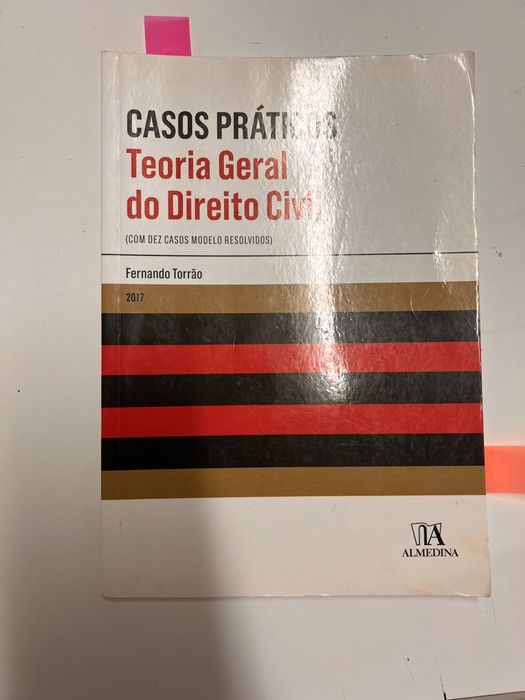 CASOS PRÁTICOS
Teoria Geral
do Direito Civil
(COM DEZ CASOS MODELO RESOLVIDOS)
Fernando Torrão
2017
ALMEDINA